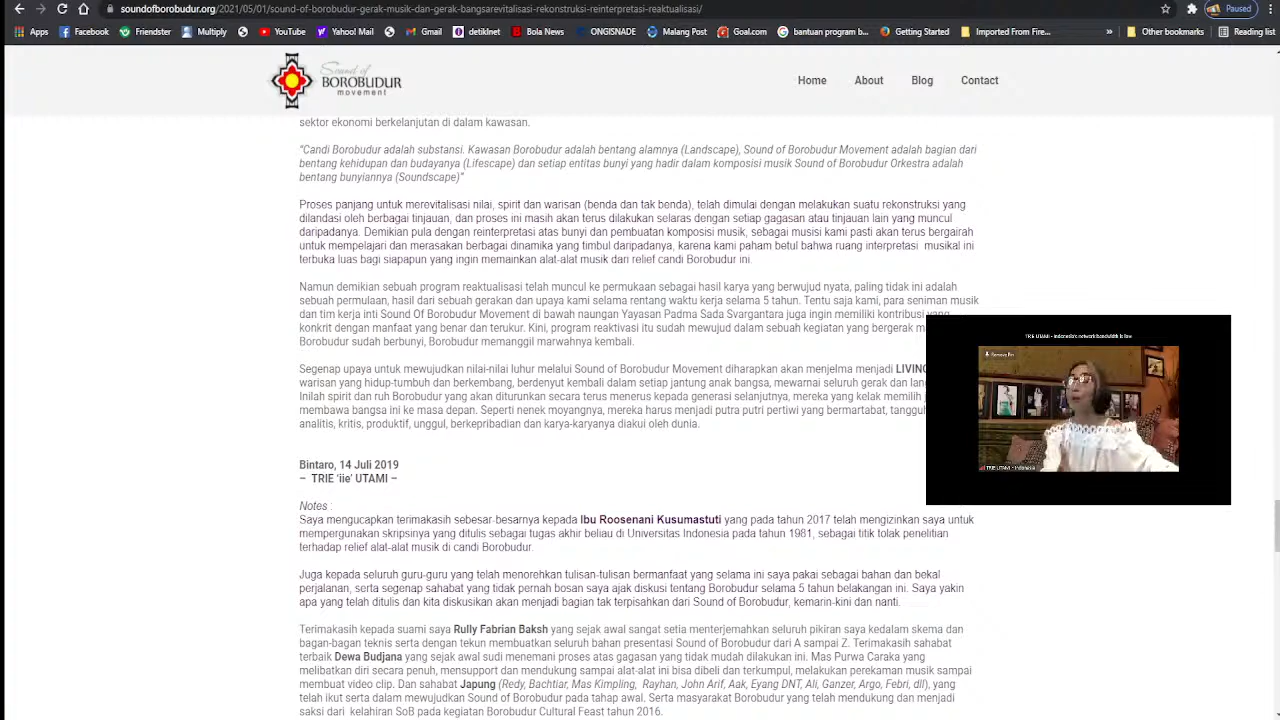 soundofborobudur.org/2021/05/01/sound-of-borobudur-gerak-musik-dan-gerak-bangsarevitalisasi-rekonstruksi-reinterpretasi-reaktualisasi/
Paused
Apps Facebook Friendster Multiply YouTube Yahoo! Mail Gmail detiknet Bola News ONGISNADE Malang Post Goal.com bantuan program b... Getting Started Imported From Fire... » Other Bookmarks Reading list
Sound of
BOROBUDUR
movement
Home About Blog Contact
sektor ekonomi berkelanjutan di dalam kawasan.
“Candi Borobudur adalah substansi. Kawasan Borobudur adalah bentang alamnya (Landscape), Sound of Borobudur Movement adalah bagian dari
bentang kehidupan dan budayanya (Lifescape) dan setiap entitas bunyi yang hadir dalam komposisi musik Sound of Borobudur Orkestra adalah
bentang bunyiannya (Soundscape)”
Proses panjang untuk merevitalisasi nilai, spirit dan warisan (benda dan tak benda), telah dimulai dengan melakukan suatu rekonstruksi yang
dilandasi oleh berbagai tinjauan, dan proses ini masih akan terus dilakukan selaras dengan setiap gagasan atau tinjauan lain yang muncul
daripadanya. Demikian pula dengan reinterpretasi atas bunyi dan pembuatan komposisi musik, sebagai musisi kami pasti akan terus bergairah
untuk mempelajari dan merasakan berbagai dinamika yang timbul daripadanya, karena kami paham betul bahwa ruang interpretasi musikal ini
terbuka luas bagi siapapun yang ingin memainkan alat-alat musik dari relief candi Borobudur ini.
Namun demikian sebuah program reaktualisasi telah muncul ke permukaan sebagai hasil karya yang berwujud nyata, paling tidak ini adalah
sebuah permulaan, hasil dari sebuah gerakan dan upaya kami selama rentang waktu kerja selama 5 tahun. Tentu saja kami, para seniman musik
dan tim kerja inti Sound Of Borobudur Movement di bawah naungan Yayasan Padma Sada Svargantara juga ingin memiliki kontribusi yang
konkrit dengan manfaat yang benar dan terukur. Kini, program reaktivasi itu sudah mewujud dalam sebuah kegiatan yang bergerak
Borobudur sudah berbunyi, Borobudur memanggil marwahnya kembali.
Segenap upaya untuk mewujudkan nilai-nilai luhur melalui Sound of Borobudur Movement diharapkan akan menjelma menjadi LIVING
warisan yang hidup-tumbuh dan berkembang, berdenyut kembali dalam setiap jantung anak bangsa, mewarnai seluruh gerak dan
Inilah spirit dan ruh Borobudur yang akan diturunkan secara terus menerus kepada generasi selanjutnya, mereka yang kelak memilih
membawa bangsa ini ke masa depan. Seperti nenek moyangnya, mereka harus menjadi putra putri pertiwi yang bermartabat,
analitis, kritis, produktif, unggul, berkepribadian dan karya-karyanya diakui oleh dunia.
TRIE UTAMI - Indonesia's network bandwidth is low
Remove Pin
TRIE UTAMI - Indonesia
Bintaro, 14 Juli 2019
– TRIE ‘iie’ UTAMI –
Notes :
Saya mengucapkan terimakasih sebesar-besarnya kepada Ibu Roosenani Kusumastuti yang pada tahun 2017 telah mengizinkan saya untuk
mempergunakan skripsinya yang ditulis sebagai tugas akhir beliau di Universitas Indonesia pada tahun 1981, sebagai titik tolak penelitian
terhadap relief alat-alat musik di candi Borobudur.
Juga kepada seluruh guru-guru yang telah menorehkan tulisan-tulisan bermanfaat yang selama ini saya pakai sebagai bahan dan bekal
perjalanan, serta segenap sahabat yang tidak pernah bosan saya ajak diskusi tentang Borobudur selama 5 tahun belakangan ini. Saya yakin
apa yang telah ditulis dan kita diskusikan akan menjadi bagian tak terpisahkan dari Sound of Borobudur, kemarin-kini dan nanti.
Terimakasih kepada suami saya Rully Fabrian Baksh yang sejak awal sangat setia menterjemahkan seluruh pikiran saya kedalam skema dan
bagan-bagan teknis serta dengan tekun membuatkan seluruh bahan presentasi Sound of Borobudur dari A sampai Z. Terimakasih sahabat
terbaik Dewa Budjana yang sejak awal sudi menemani proses atas gagasan yang tidak mudah dilakukan ini. Mas Purwa Caraka yang
melibatkan diri secara penuh, mensupport dan mendukung sampai alat-alat ini bisa dibeli dan terkumpul, melakukan perekaman musik sampai
membuat video clip. Dan sahabat Japung (Redy, Bachtiar, Mas Kimpling, Rayhan, John Arif, Aak, Eyang DNT, Ali, Ganzer, Argo, Febri, dll), yang
telah ikut serta dalam mewujudkan Sound of Borobudur pada tahap awal. Serta masyarakat Borobudur yang telah mendukung dan menjadi
saksi dari kelahiran SoB pada kegiatan Borobudur Cultural Feast tahun 2016.